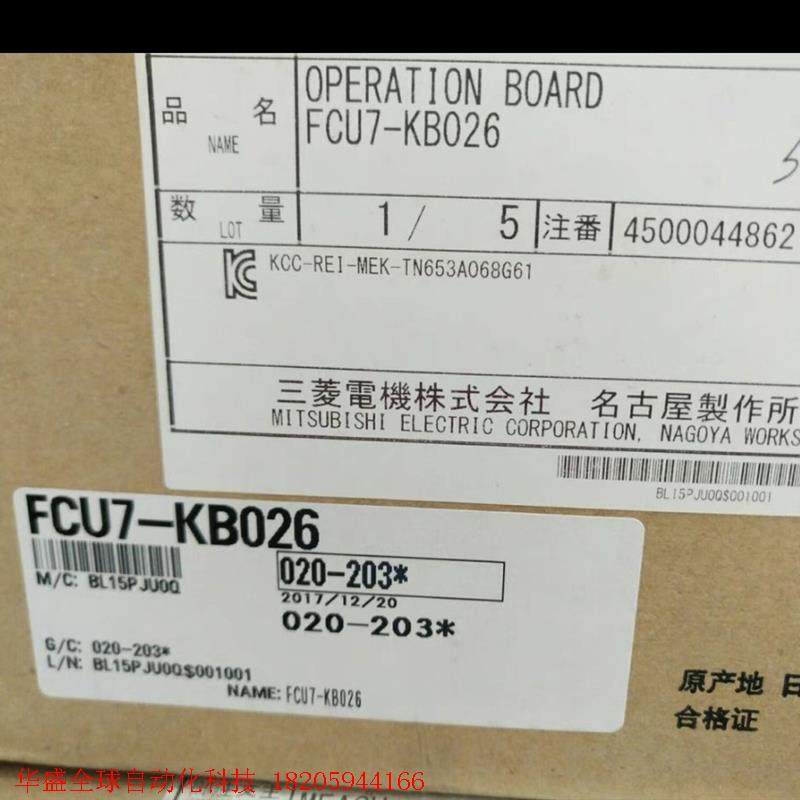 品 名
NAME
OPERATION BOARD
FCU7-KB026
数 量
LOT
1 / 5
注番
4500044862
KCC-REI-MEK-TN653A068G61
三菱電機株式会社 名古屋製作所
MITSUBISHI ELECTRIC CORPORATION, NAGOYA WORKS
BL15PJU0Q$001001
FCU7-KB026
M/C: BL15PJU0Q
020-203*
2017/12/20
020-203*
G/C: 020-203*
L/N: BL15PJU0Q$001001
NAME: FCU7-KB026
原产地 日
合格证
华盛全球自动化科技 18205944166